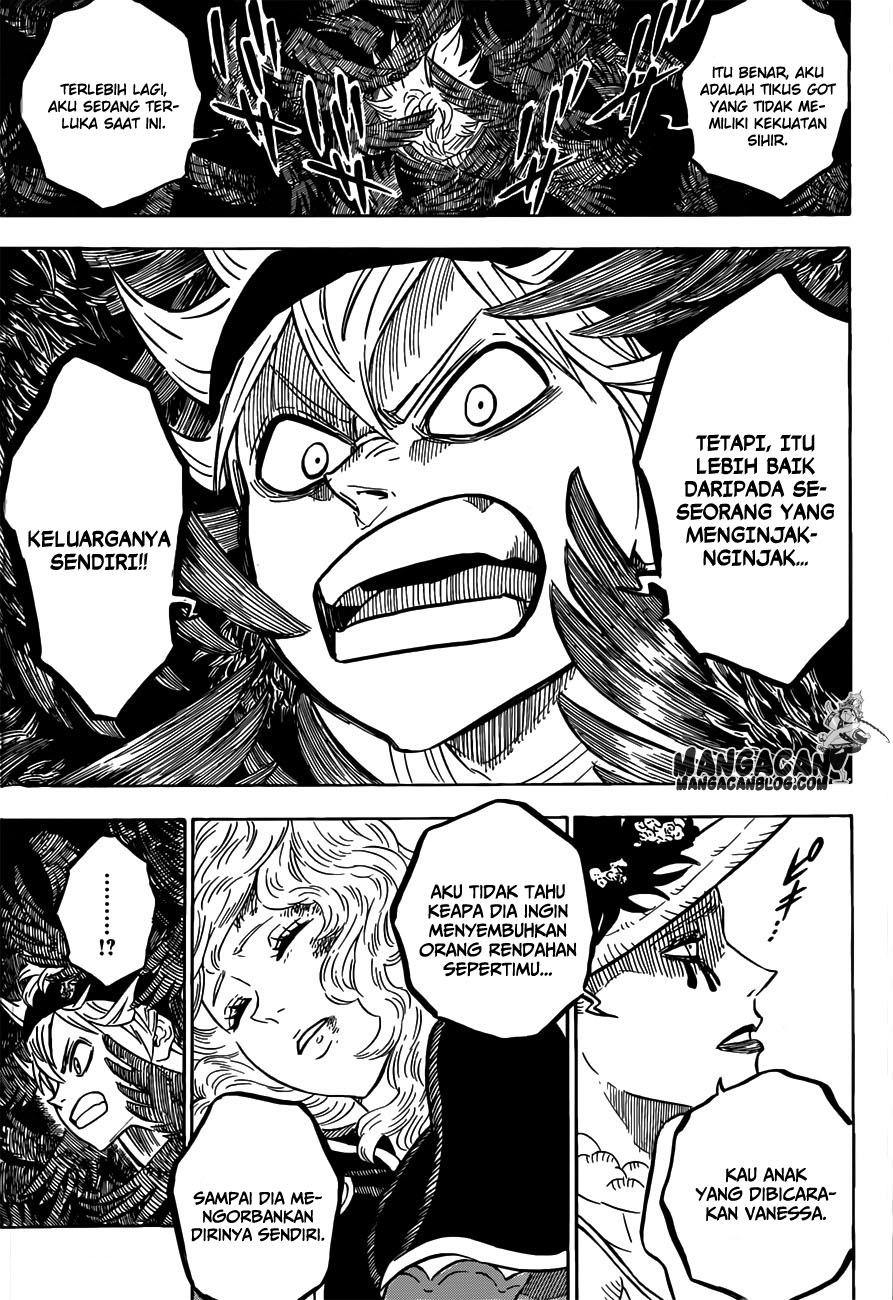 ITU BENAR, AKU
ADALAH TIKUS GOT
YANG TIDAK ME-
MILIKI KEKUATAN
SIHIR.
TERLEBIH LAGI,
AKU SEDANG TER-
LUKA SAAT INI.
TETAPI, ITU
LEBIH BAIK
DARIPADA SE-
SEORANG YANG
MENGINJAK-
NGINJAK...
KELUARGANYA
SENDIRI!!
MANGACAN
MANGACANBLOG.COM
ピキ...
KAU ANAK
YANG DIBICARA-
KAN VANESSA.
AKU TIDAK TAHU
KEAPA DIA INGIN
MENYEMBUHKAN
ORANG RENDAHAN
SEPERTIMU...
SAMPAI DIA ME-
NGORBANKAN
DIRINYA SENDIRI.
.......
!?